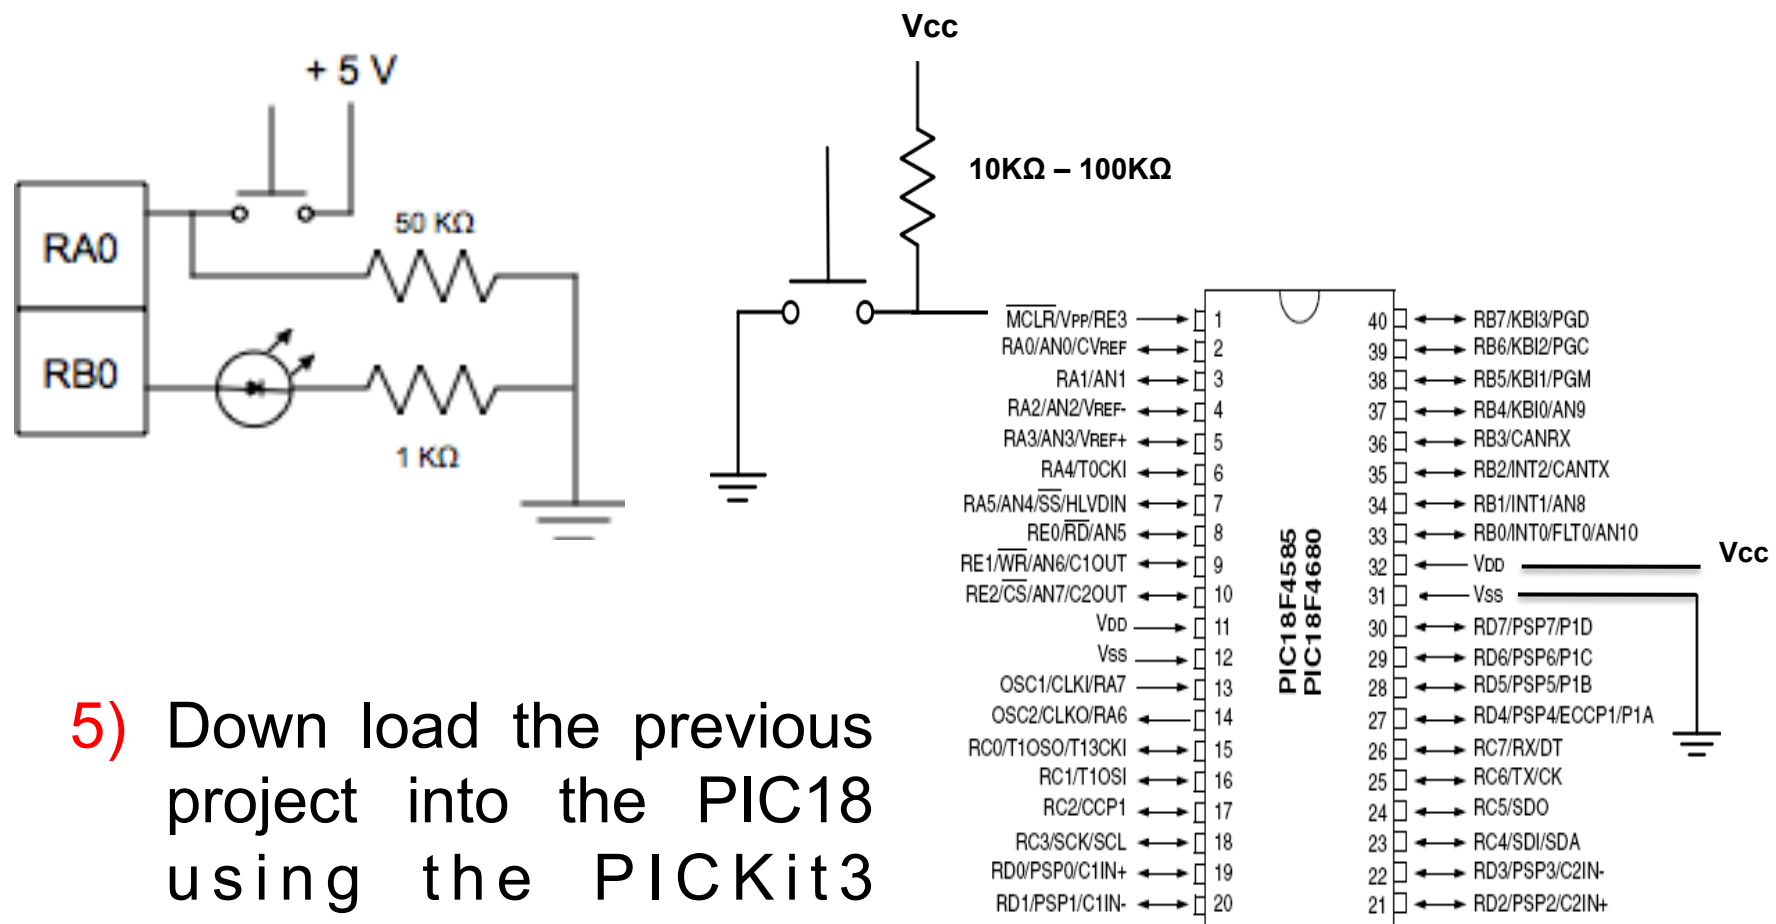 + 5 V
RA0
50 KΩ
RB0
1 KΩ
Vcc
10KΩ – 100KΩ
MCLR/VPP/RE3 1
RA0/AN0/CVREF 2
RA1/AN1 3
RA2/AN2/VREF- 4
RA3/AN3/VREF+ 5
RA4/T0CKI 6
RA5/AN4/SS/HLVDIN 7
RE0/RD/AN5 8
RE1/WR/AN6/C1OUT 9
RE2/CS/AN7/C2OUT 10
VDD 11
VSS 12
OSC1/CLKI/RA7 13
OSC2/CLKO/RA6 14
RC0/T1OSO/T13CKI 15
RC1/T1OSI 16
RC2/CCP1 17
RC3/SCK/SCL 18
RD0/PSP0/C1IN+ 19
RD1/PSP1/C1IN- 20
PIC18F4585
PIC18F4680
40 RB7/KBI3/PGD
39 RB6/KBI2/PGC
38 RB5/KBI1/PGM
37 RB4/KBI0/AN9
36 RB3/CANRX
35 RB2/INT2/CANTX
34 RB1/INT1/AN8
33 RB0/INT0/FLT0/AN10
32 VDD
31 VSS
30 RD7/PSP7/P1D
29 RD6/PSP6/P1C
28 RD5/PSP5/P1B
27 RD4/PSP4/ECCP1/P1A
26 RC7/RX/DT
25 RC6/TX/CK
24 RC5/SDO
23 RC4/SDI/SDA
22 RD3/PSP3/C2IN-
21 RD2/PSP2/C2IN+
Vcc
5) Down load the previous
project into the PIC18
using the PICKit3